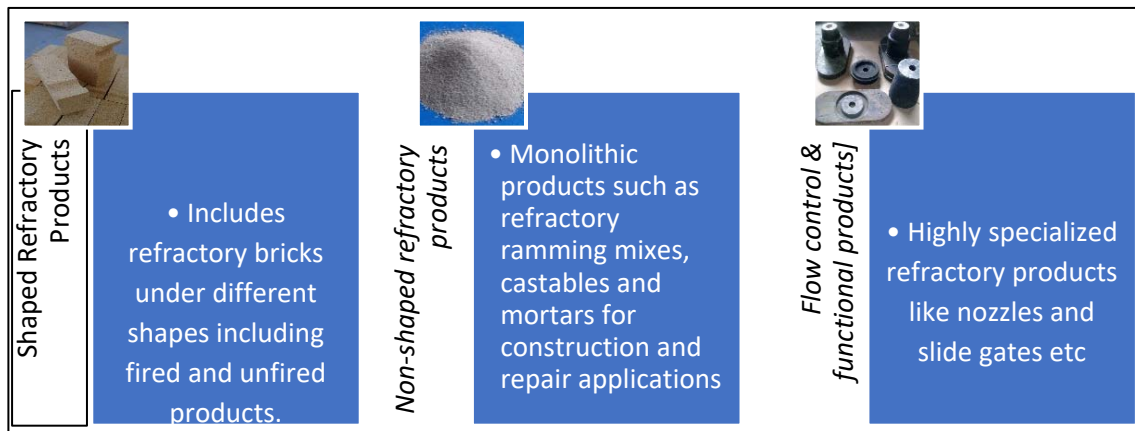 Shaped Refractory
Products
• Includes
refractory bricks
under different
shapes including
fired and unfired
products.
Non-shaped refractory
products
• Monolithic
products such as
refractory
ramming mixes,
castables and
mortars for
construction and
repair applications
Flow control &
functional products]
• Highly specialized
refractory products
like nozzles and
slide gates etc